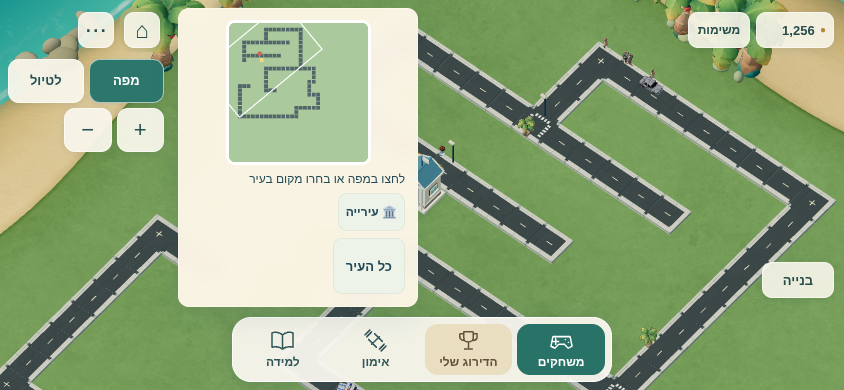 1,256
משימות
מפה
לטיול
+
−
לחצו במפה או בחרו מקום בעיר
עירייה
כל העיר
בנייה
משחקים
הדירוג שלי
אימון
למידה